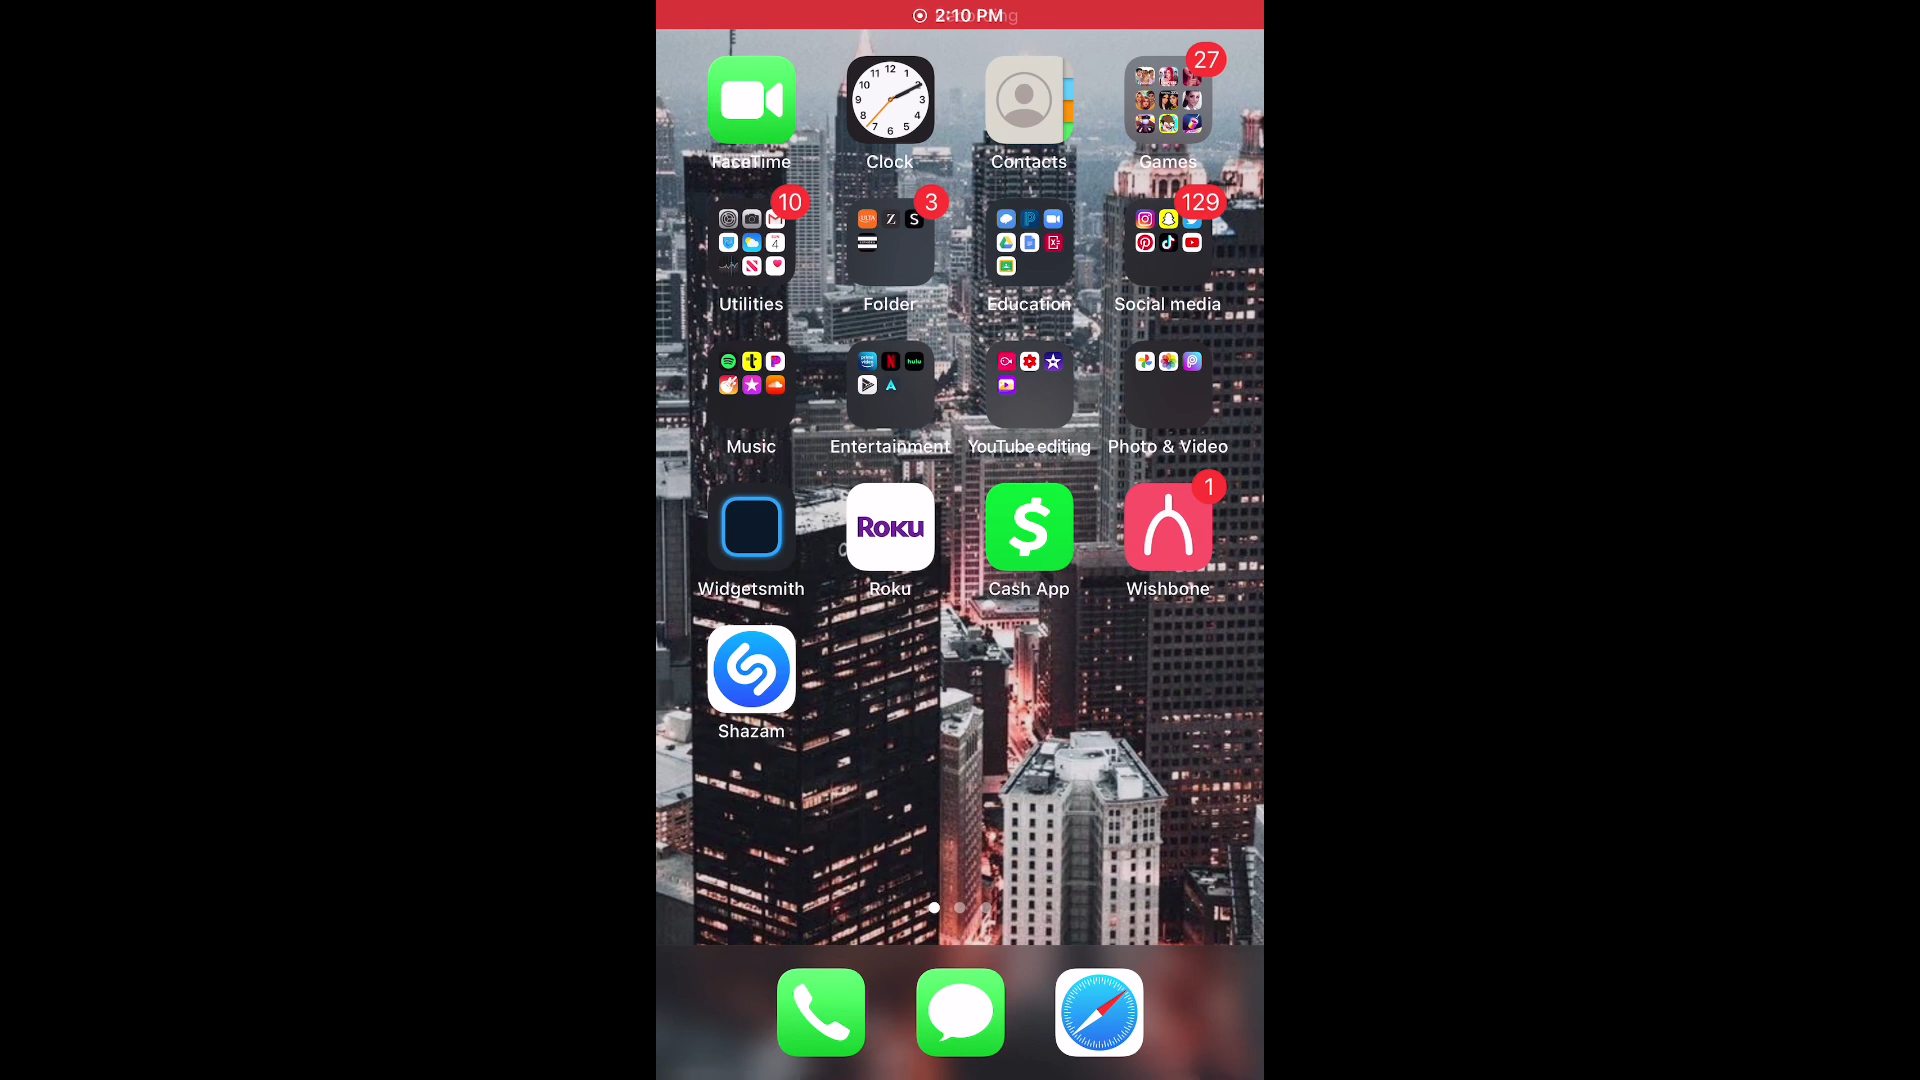 2:10 PM
27
FaceTime
Clock
Contacts
Games
10
3
129
Utilities
Folder
Education
Social media
Music
Entertainment
YouTube editing
Photo & Video
1
Roku
Widgetsmith
Roku
Cash App
Wishbone
Shazam